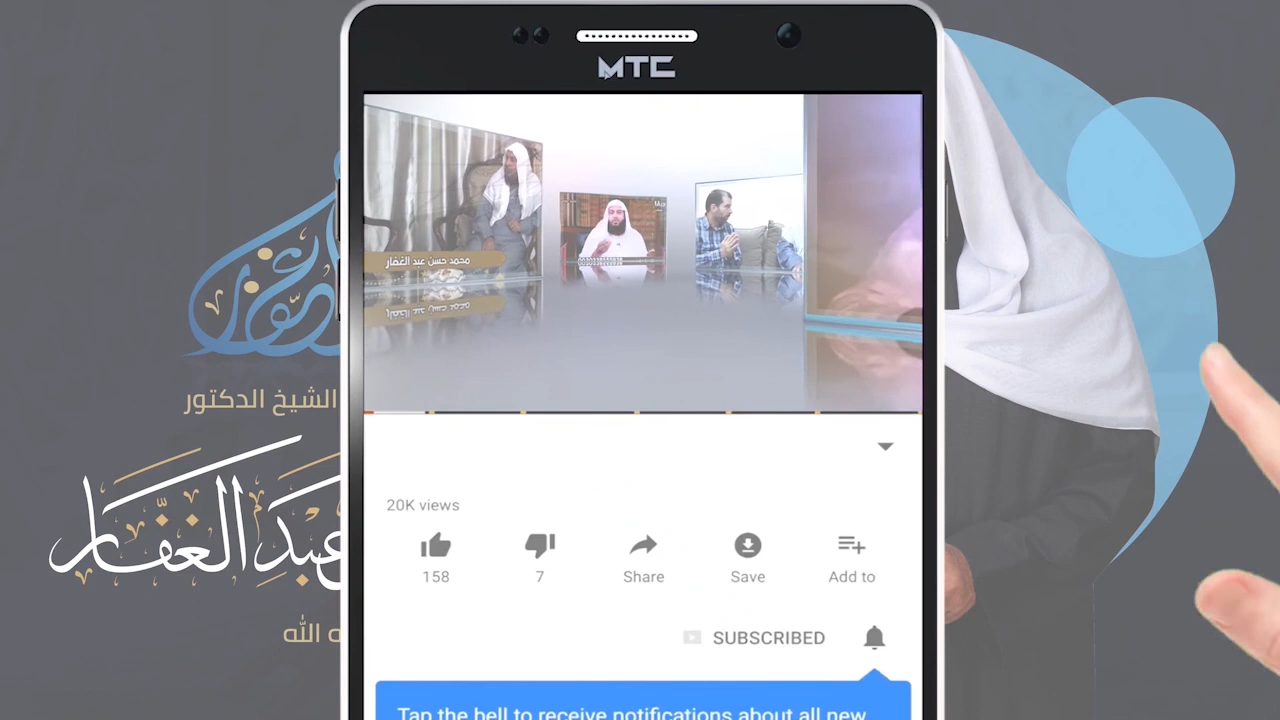 MTC
محمد حسن عبد الغفار
الشيخ الدكتور
عبد الغفار
ه الله
20K views
158
7
Share
Save
Add to
SUBSCRIBED
Tap the bell to receive notifications about all new